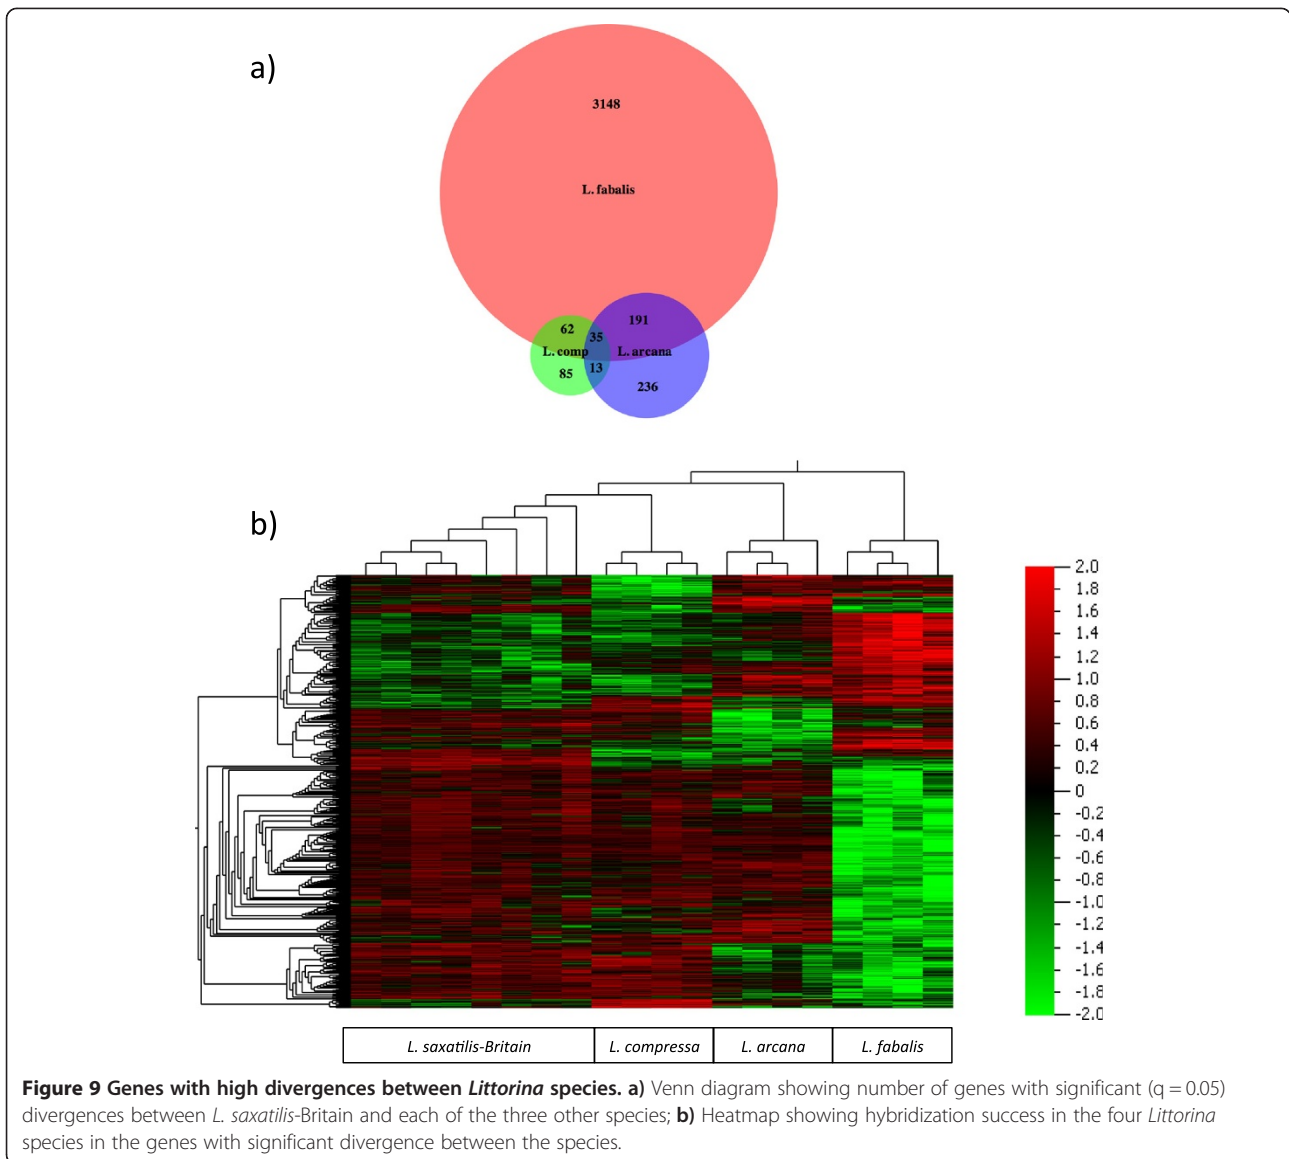 a)
3148
L. fabalis
62
35
191
L. comp
L. arcana
85
13
236
b)
2.0
1.8
1.6
1.4
1.2
1.0
0.8
0.6
0.4
0.2
0
-0.2
-0.4
-0.6
-0.8
-1.0
-1.2
-1.4
-1.6
-1.8
-2.0
L. saxatilis-Britain
L. compressa
L. arcana
L. fabalis
Figure 9 Genes with high divergences between Littorina species. a) Venn diagram showing number of genes with significant (q = 0.05)
divergences between L. saxatilis-Britain and each of the three other species; b) Heatmap showing hybridization success in the four Littorina
species in the genes with significant divergence between the species.